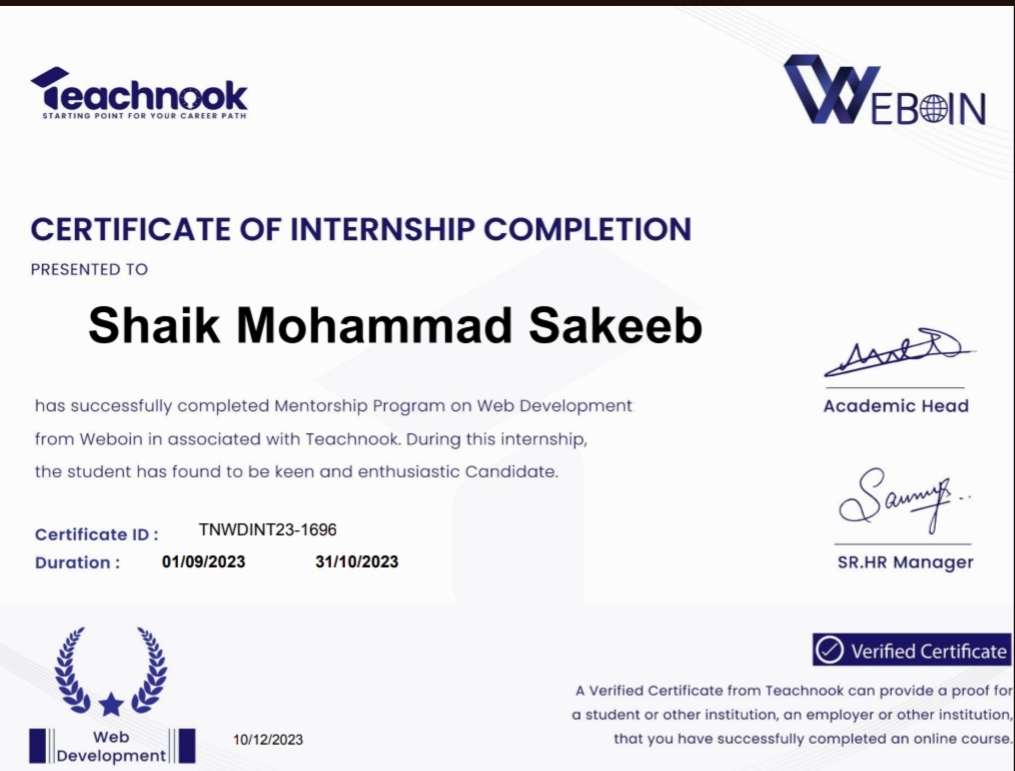 Teachnook
STARTING POINT FOR YOUR CAREER PATH
WEBOIN
CERTIFICATE OF INTERNSHIP COMPLETION
PRESENTED TO
Shaik Mohammad Sakeeb
has successfully completed Mentorship Program on Web Development
from Weboin in associated with Teachnook. During this internship,
the student has found to be keen and enthusiastic Candidate.
Academic Head
Certificate ID : TNWDINT23-1696
Duration : 01/09/2023 31/10/2023
SR.HR Manager
Verified Certificate
A Verified Certificate from Teachnook can provide a proof for
a student or other institution, an employer or other institution,
that you have successfully completed an online course.
Web
Development
10/12/2023